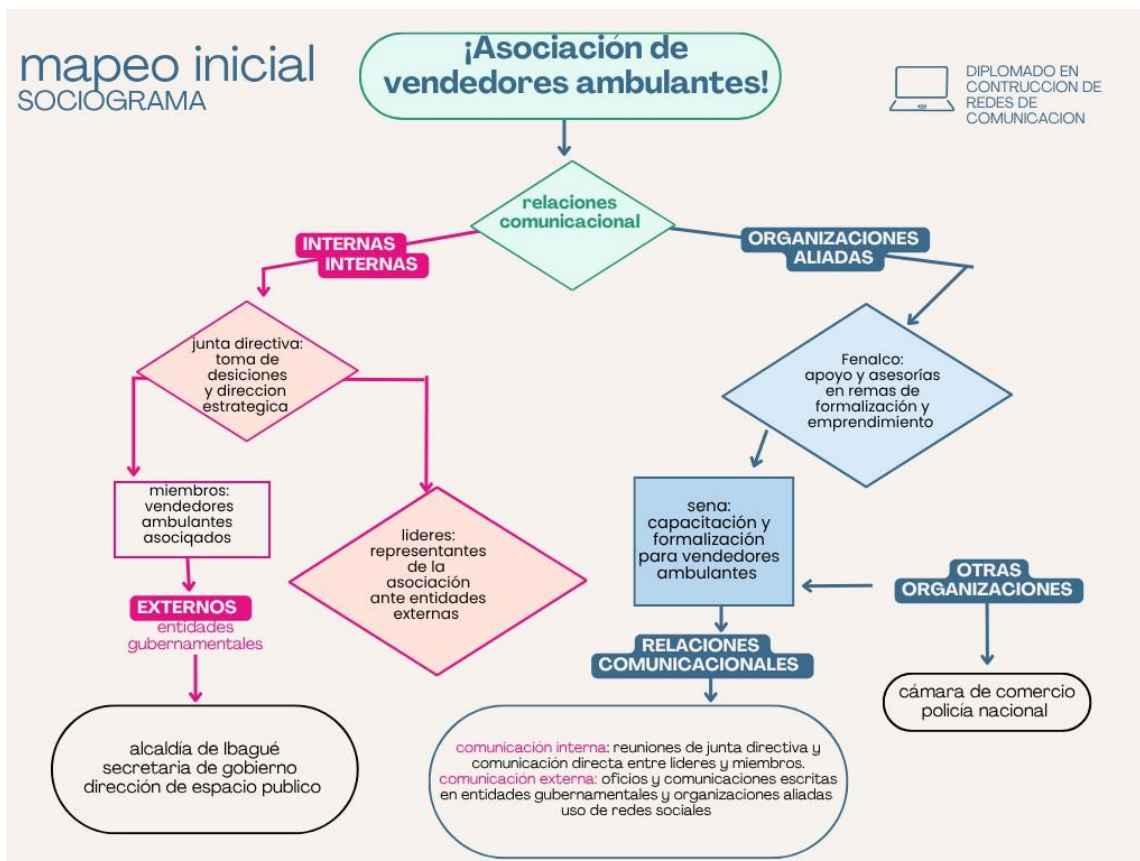 mapeo inicial
SOCIOGRAMA
¡Asociación de
vendedores ambulantes!
DIPLOMADO EN
CONTRUCCION DE
REDES DE
COMUNICACION
relaciones
comunicacional
INTERNAS
INTERNAS
ORGANIZACIONES
ALIADAS
junta directiva:
toma de
desiciones
y direccion
estrategica
Fenalco:
apoyo y asesorías
en remas de
formalización y
emprendimiento
miembros:
vendedores
ambulantes
asociqados
lideres:
representantes
de la
asociación
ante entidades
externas
sena:
capacitación y
formalización
para vendedores
ambulantes
OTRAS
ORGANIZACIONES
EXTERNOS
entidades
gubernamentales
RELACIONES
COMUNICACIONALES
cámara de comercio
policía nacional
alcaldía de Ibagué
secretaria de gobierno
dirección de espacio publico
comunicación interna: reuniones de junta directiva y
comunicación directa entre lideres y miembros.
comunicación externa: oficios y comunicaciones escritas
en entidades gubernamentales y organizaciones aliadas
uso de redes sociales